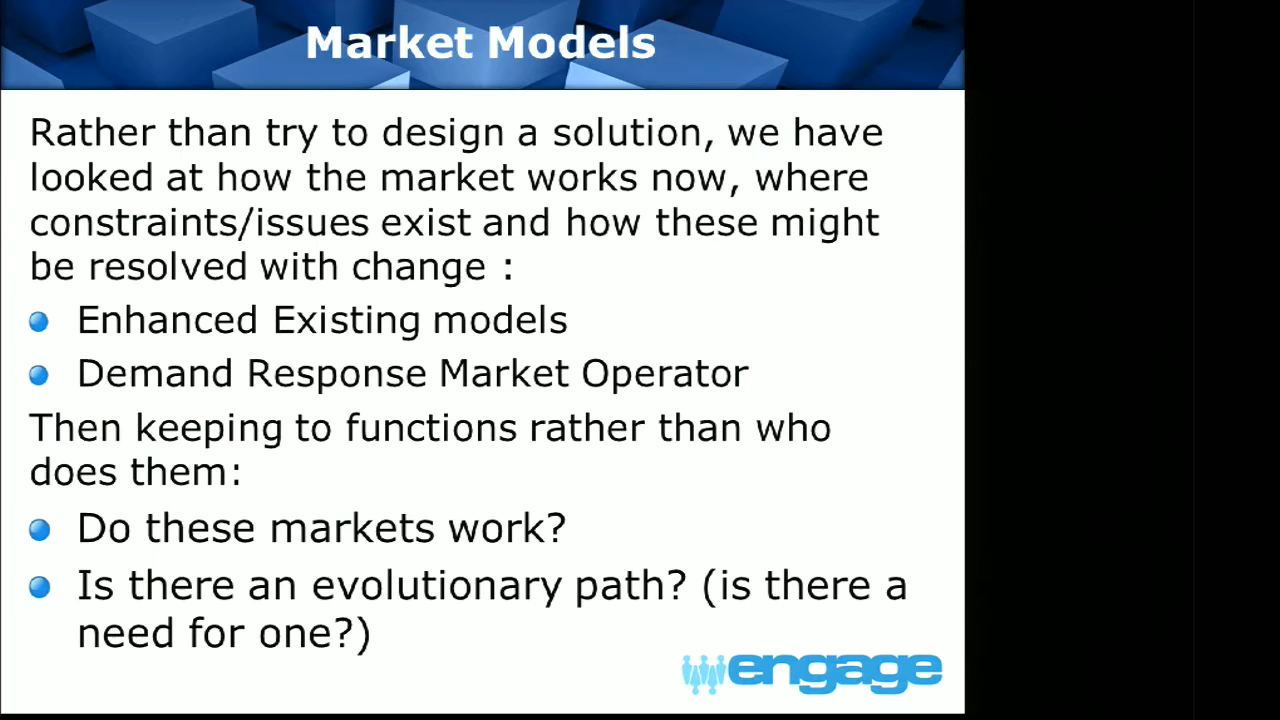 Market Models
Rather than try to design a solution, we have
looked at how the market works now, where
constraints/issues exist and how these might
be resolved with change :
Enhanced Existing models
Demand Response Market Operator
Then keeping to functions rather than who
does them:
Do these markets work?
Is there an evolutionary path? (is there a
need for one?)
engage